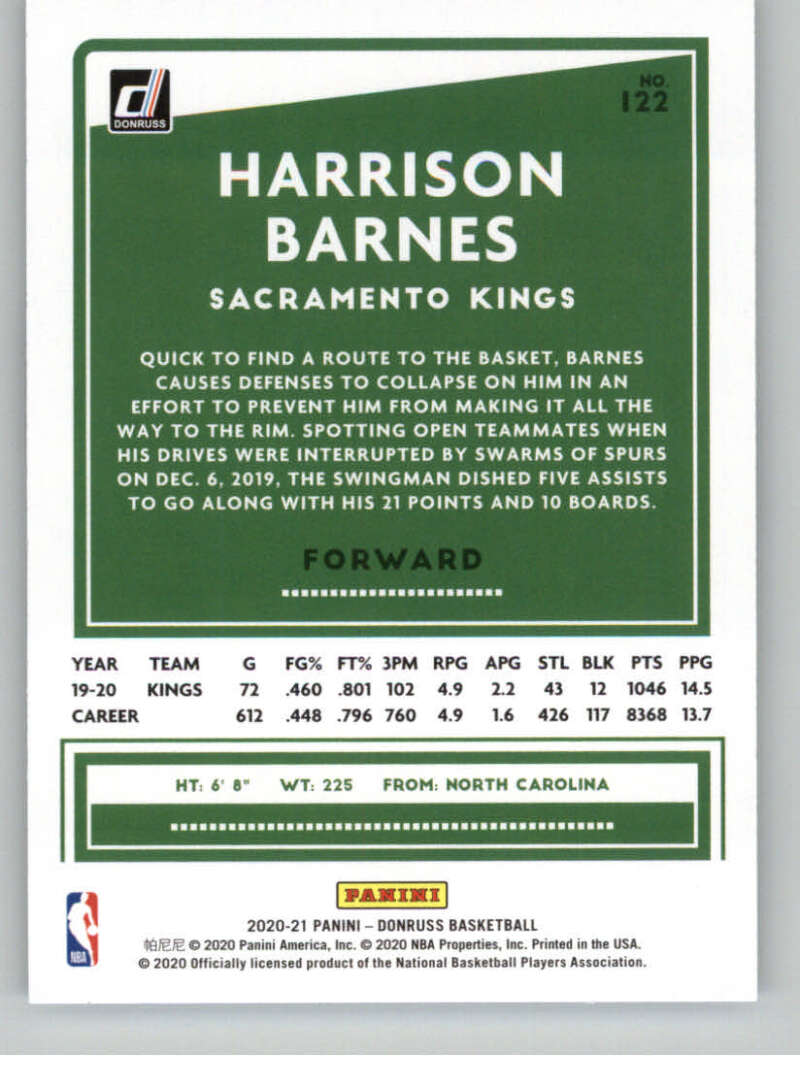 DONRUSS
NO.
122
HARRISON
BARNES
SACRAMENTO KINGS
QUICK TO FIND A ROUTE TO THE BASKET, BARNES
CAUSES DEFENSES TO COLLAPSE ON HIM IN AN
EFFORT TO PREVENT HIM FROM MAKING IT ALL THE
WAY TO THE RIM. SPOTTING OPEN TEAMMATES WHEN
HIS DRIVES WERE INTERRUPTED BY SWARMS OF SPURS
ON DEC. 6, 2019, THE SWINGMAN DISHED FIVE ASSISTS
TO GO ALONG WITH HIS 21 POINTS AND 10 BOARDS.
FORWARD
YEAR TEAM G FG% FT% 3PM RPG APG STL BLK PTS PPG
19-20 KINGS 72 .460 .801 102 4.9 2.2 43 12 1046 14.5
CAREER 612 .448 .796 760 4.9 1.6 426 117 8368 13.7
HT: 6' 8" WT: 225 FROM: NORTH CAROLINA
PANINI
2020-21 PANINI – DONRUSS BASKETBALL
帕尼尼 © 2020 Panini America, Inc. © 2020 NBA Properties, Inc. Printed in the USA.
© 2020 Officially licensed product of the National Basketball Players Association.
NBA